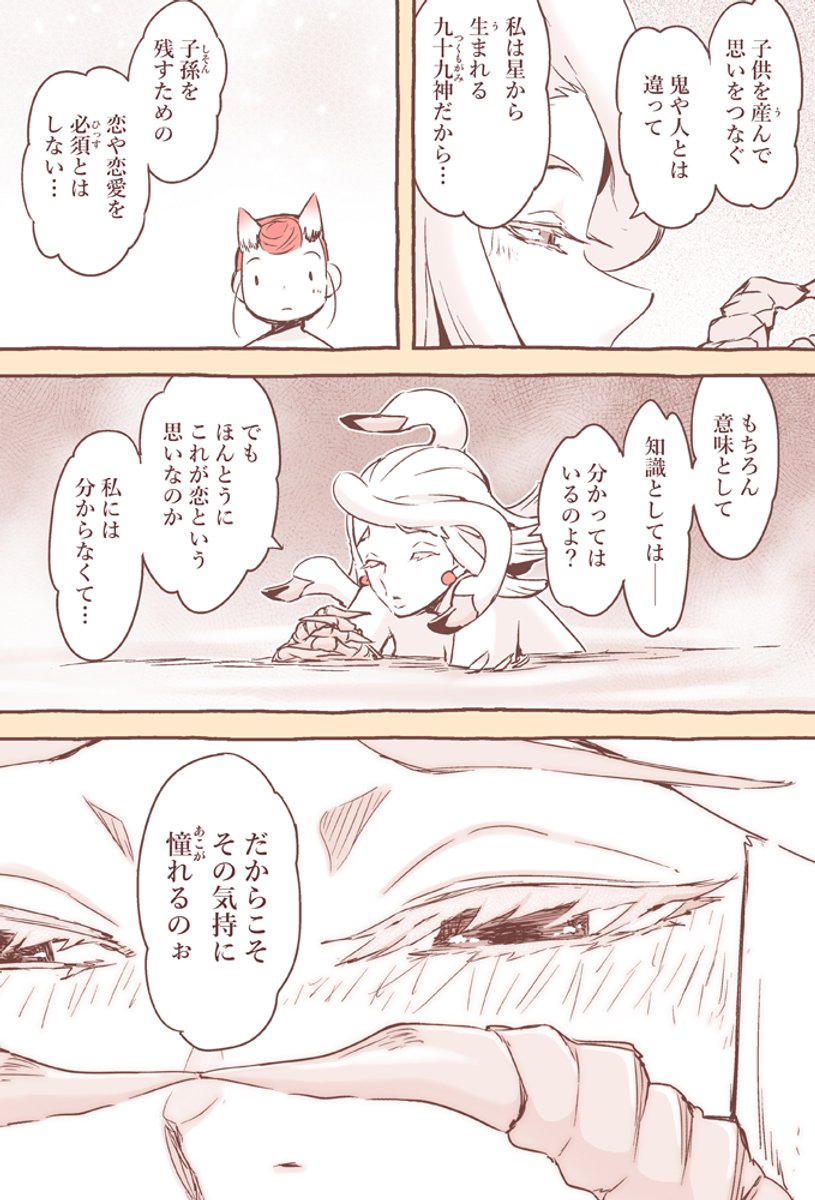 子供を産んで
思いをつなぐ
鬼や人とは
違って
私は星から
生まれる
九十九神だから…
子孫を
残すための
恋や恋愛を
必須とは
しない…
もちろん
意味として
知識としては──
分かっては
いるのよ？
でも
ほんとうに
これが恋という
思いなのか
私には
分からなくて…
だからこそ
その気持に
憧れるのぉ